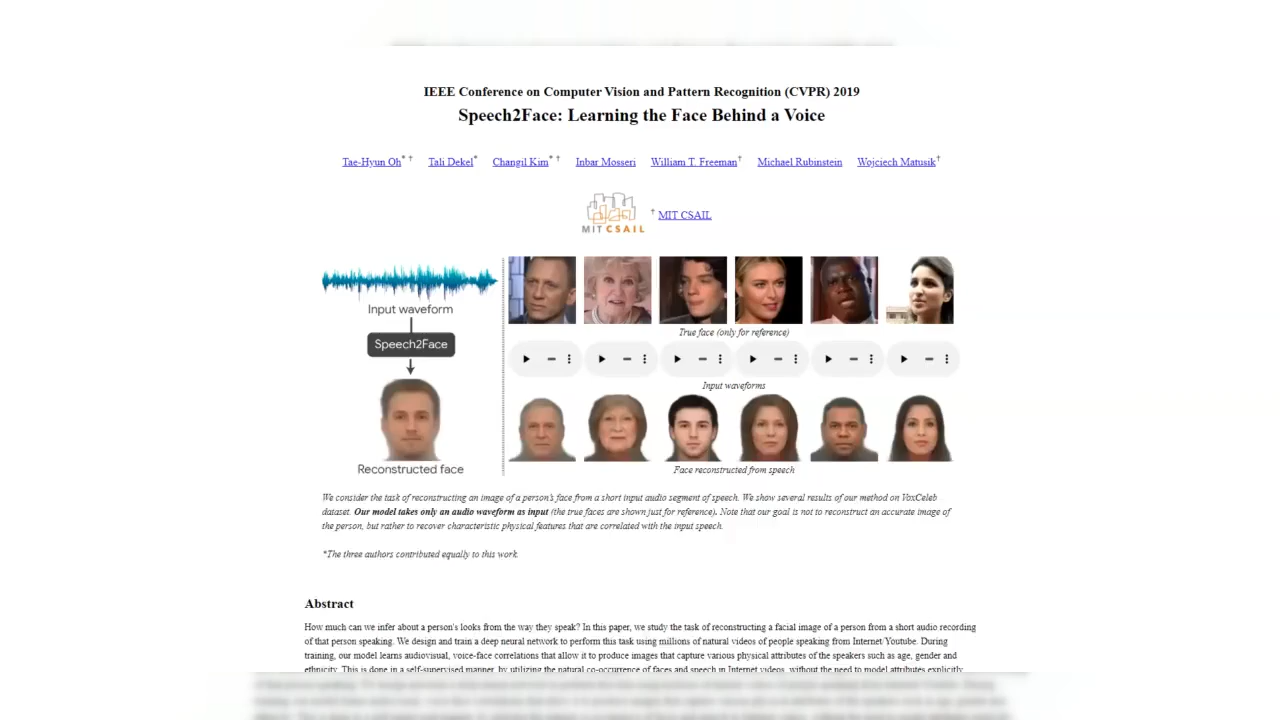 IEEE Conference on Computer Vision and Pattern Recognition (CVPR) 2019
Speech2Face: Learning the Face Behind a Voice
Tae-Hyun Oh* † Tali Dekel* Changil Kim* † Inbar Mosseri William T. Freeman† Michael Rubinstein Wojciech Matusik†
MIT CSAIL
† MIT CSAIL
Input waveform
Speech2Face
Reconstructed face
True face (only for reference)
Input waveforms
Face reconstructed from speech
We consider the task of reconstructing an image of a person's face from a short input audio segment of speech. We show several results of our method on VoxCeleb
dataset. Our model takes only an audio waveform as input (the true faces are shown just for reference). Note that our goal is not to reconstruct an accurate image of
the person, but rather to recover characteristic physical features that are correlated with the input speech.
*The three authors contributed equally to this work.
Abstract
How much can we infer about a person's looks from the way they speak? In this paper, we study the task of reconstructing a facial image of a person from a short audio recording
of that person speaking. We design and train a deep neural network to perform this task using millions of natural videos of people speaking from Internet/Youtube. During
training, our model learns audiovisual, voice-face correlations that allow it to produce images that capture various physical attributes of the speakers such as age, gender and
ethnicity. This is done in a self-supervised manner, by utilizing the natural co-occurrence of faces and speech in Internet videos, without the need to model attributes explicitly.